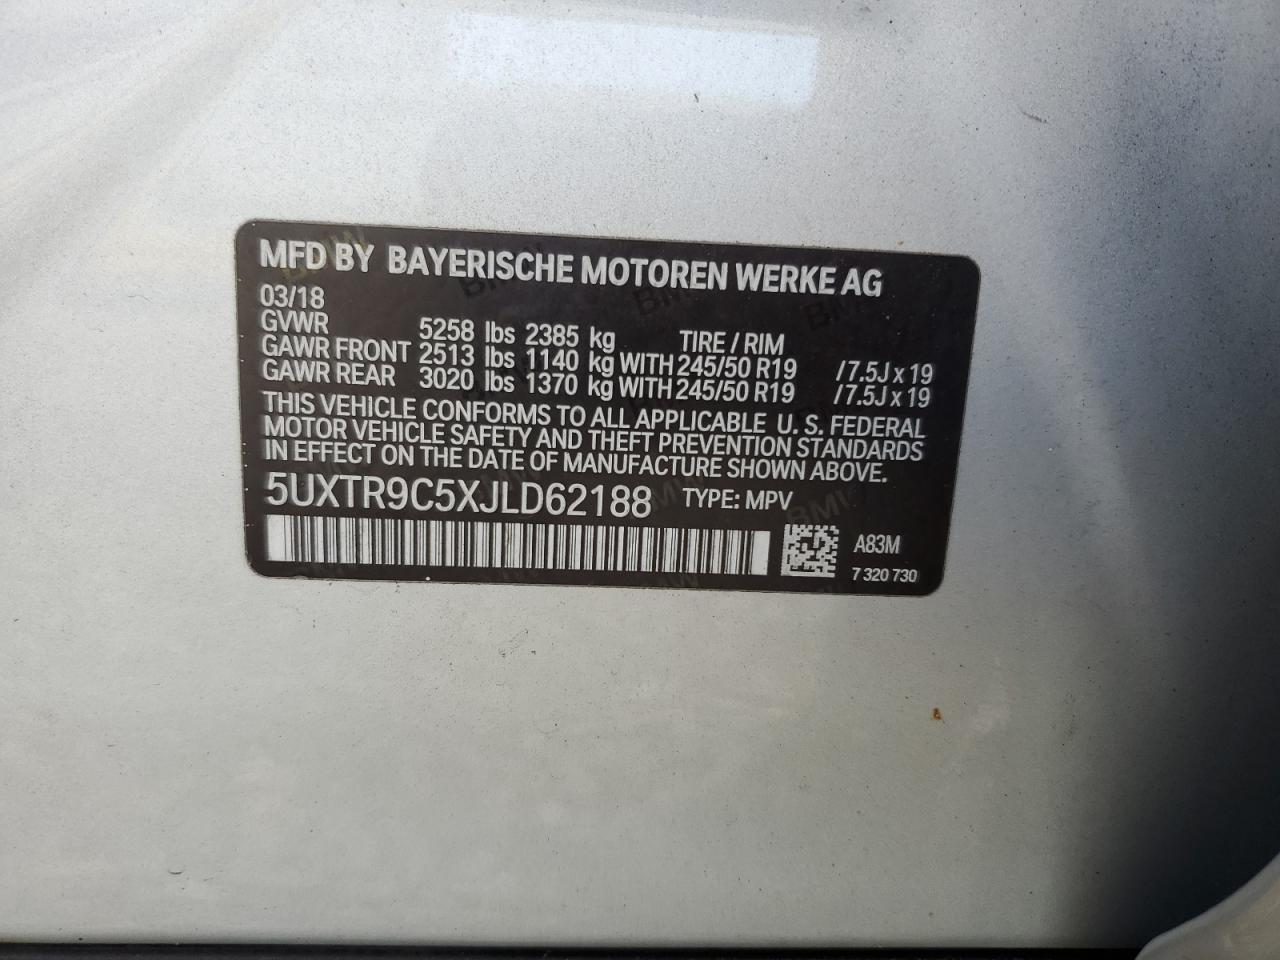 MFD BY BAYERISCHE MOTOREN WERKE AG
03/18
GVWR 5258 lbs 2385 kg TIRE / RIM
GAWR FRONT 2513 lbs 1140 kg WITH 245/50 R19 / 7.5J x 19
GAWR REAR 3020 lbs 1370 kg WITH 245/50 R19 / 7.5J x 19
THIS VEHICLE CONFORMS TO ALL APPLICABLE U. S. FEDERAL
MOTOR VEHICLE SAFETY AND THEFT PREVENTION STANDARDS
IN EFFECT ON THE DATE OF MANUFACTURE SHOWN ABOVE.
5UXTR9C5XJLD62188 TYPE: MPV
A83M
7 320 730